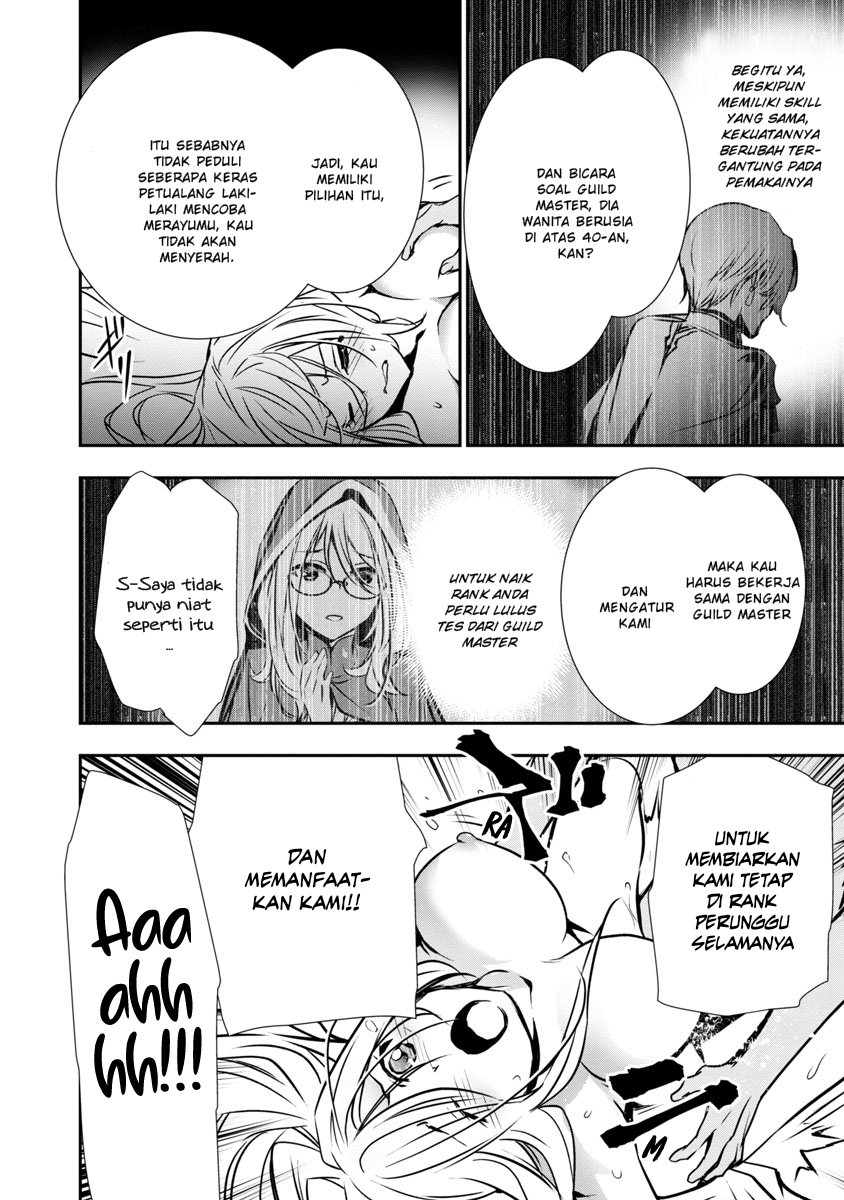 BEGITU YA,
MESKIPUN
MEMILIKI SKILL
YANG SAMA,
KEKUATANNYA
BERUBAH TER-
GANTUNG PADA
PEMAKAINYA
DAN BICARA
SOAL GUILD
MASTER, DIA
WANITA BERUSIA
DI ATAS 40-AN,
KAN?
JADI, KAU
MEMILIKI
PILIHAN ITU,
ITU SEBABNYA
TIDAK PEDULI
SEBERAPA KERAS
PETUALANG LAKI-
LAKI MENCOBA
MERAYUMU, KAU
TIDAK AKAN
MENYERAH.
MAKA KAU
HARUS BEKERJA
SAMA DENGAN
GUILD MASTER
DAN
MENGATUR
KAMI
UNTUK NAIK
RANK ANDA
PERLU LULUS
TES DARI GUILD
MASTER
S-Saya tidak
punya niat
seperti itu
...
UNTUK
MEMBIARKAN
KAMI TETAP
DI RANK
PERUNGGU
SELAMANYA
RA
M
DAN
MEMANFAAT-
KAN KAMI!!
Aaa
ahh
hh!!!